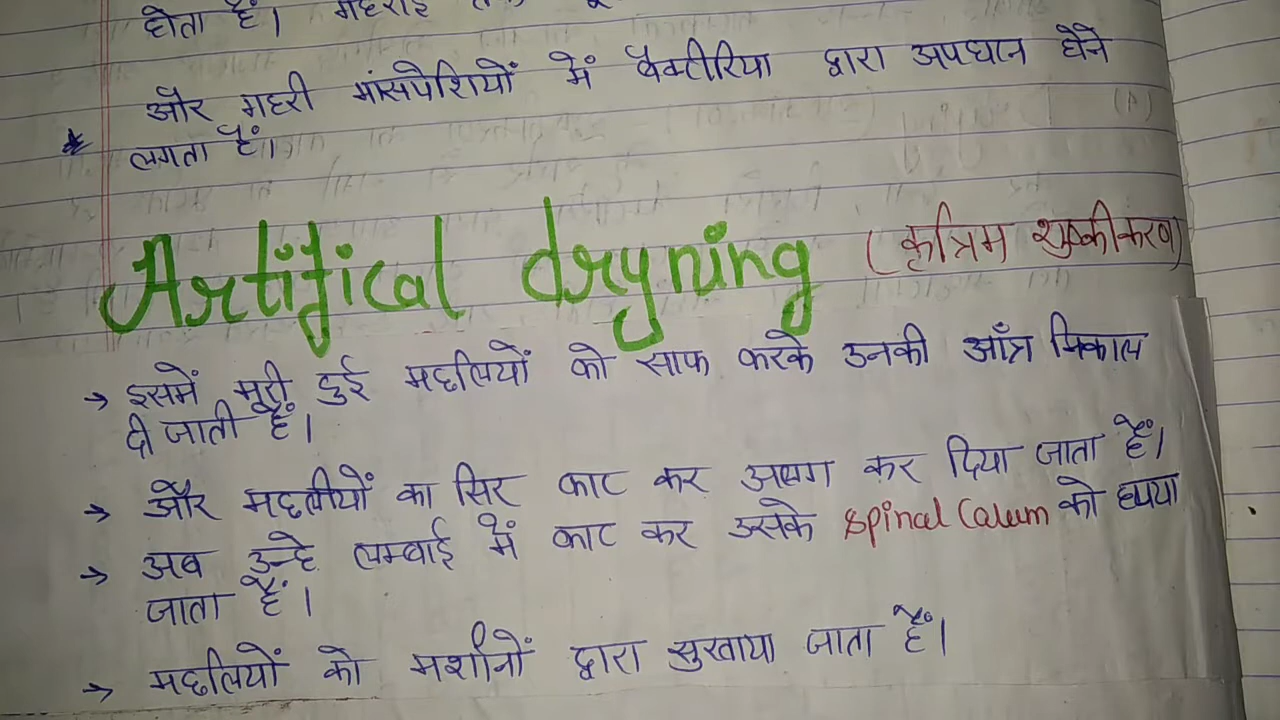 होता हैं। गहराई
और गहरी मांसपेशियों में बैक्टीरिया द्वारा अपघटन होने
लगता हैं।
Artifical dryning (कृत्रिम शुष्कीकरण)
→ इसमें मरी हुई मछलियों को साफ करके उनकी आँत्र निकाल
दी जाती हैं।
→ और मछलीयों का सिर काट कर अलग कर दिया जाता हैं।
→ अब उन्हे लम्बाई में काट कर उसके spinal Calum को
जाता हैं।
→ मछलियों को मशीनों द्वारा सुखाया जाता हैं।